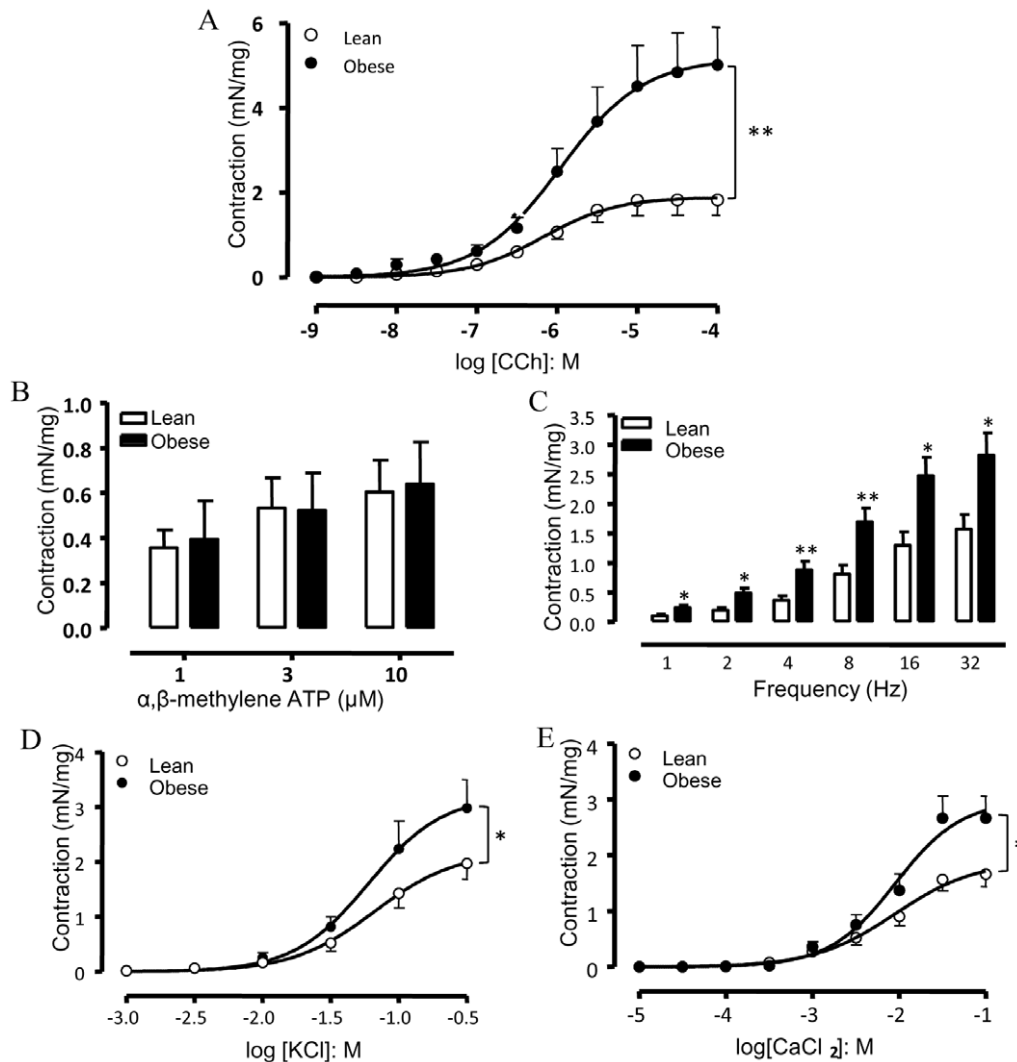 A
Contraction (mN/mg)
Lean
Obese
6
4
2
0
**
-9 -8 -7 -6 -5 -4
log [CCh]: M
B
Contraction (mN/mg)
Lean
Obese
1.0
0.8
0.6
0.4
0.2
0.0
1 3 10
α,β-methylene ATP (µM)
C
Contraction (mN/mg)
Lean
Obese
3.5
3.0
2.5
2.0
1.5
1.0
0.5
0.0
* * ** ** * *
1 2 4 8 16 32
Frequency (Hz)
D
Contraction (mN/mg)
Lean
Obese
4
3
2
1
0
*
-3.0 -2.5 -2.0 -1.5 -1.0 -0.5
log [KCl]: M
E
Contraction (mN/mg)
Lean
Obese
4
3
2
1
0
*
-5 -4 -3 -2 -1
log[CaCl 2]: M